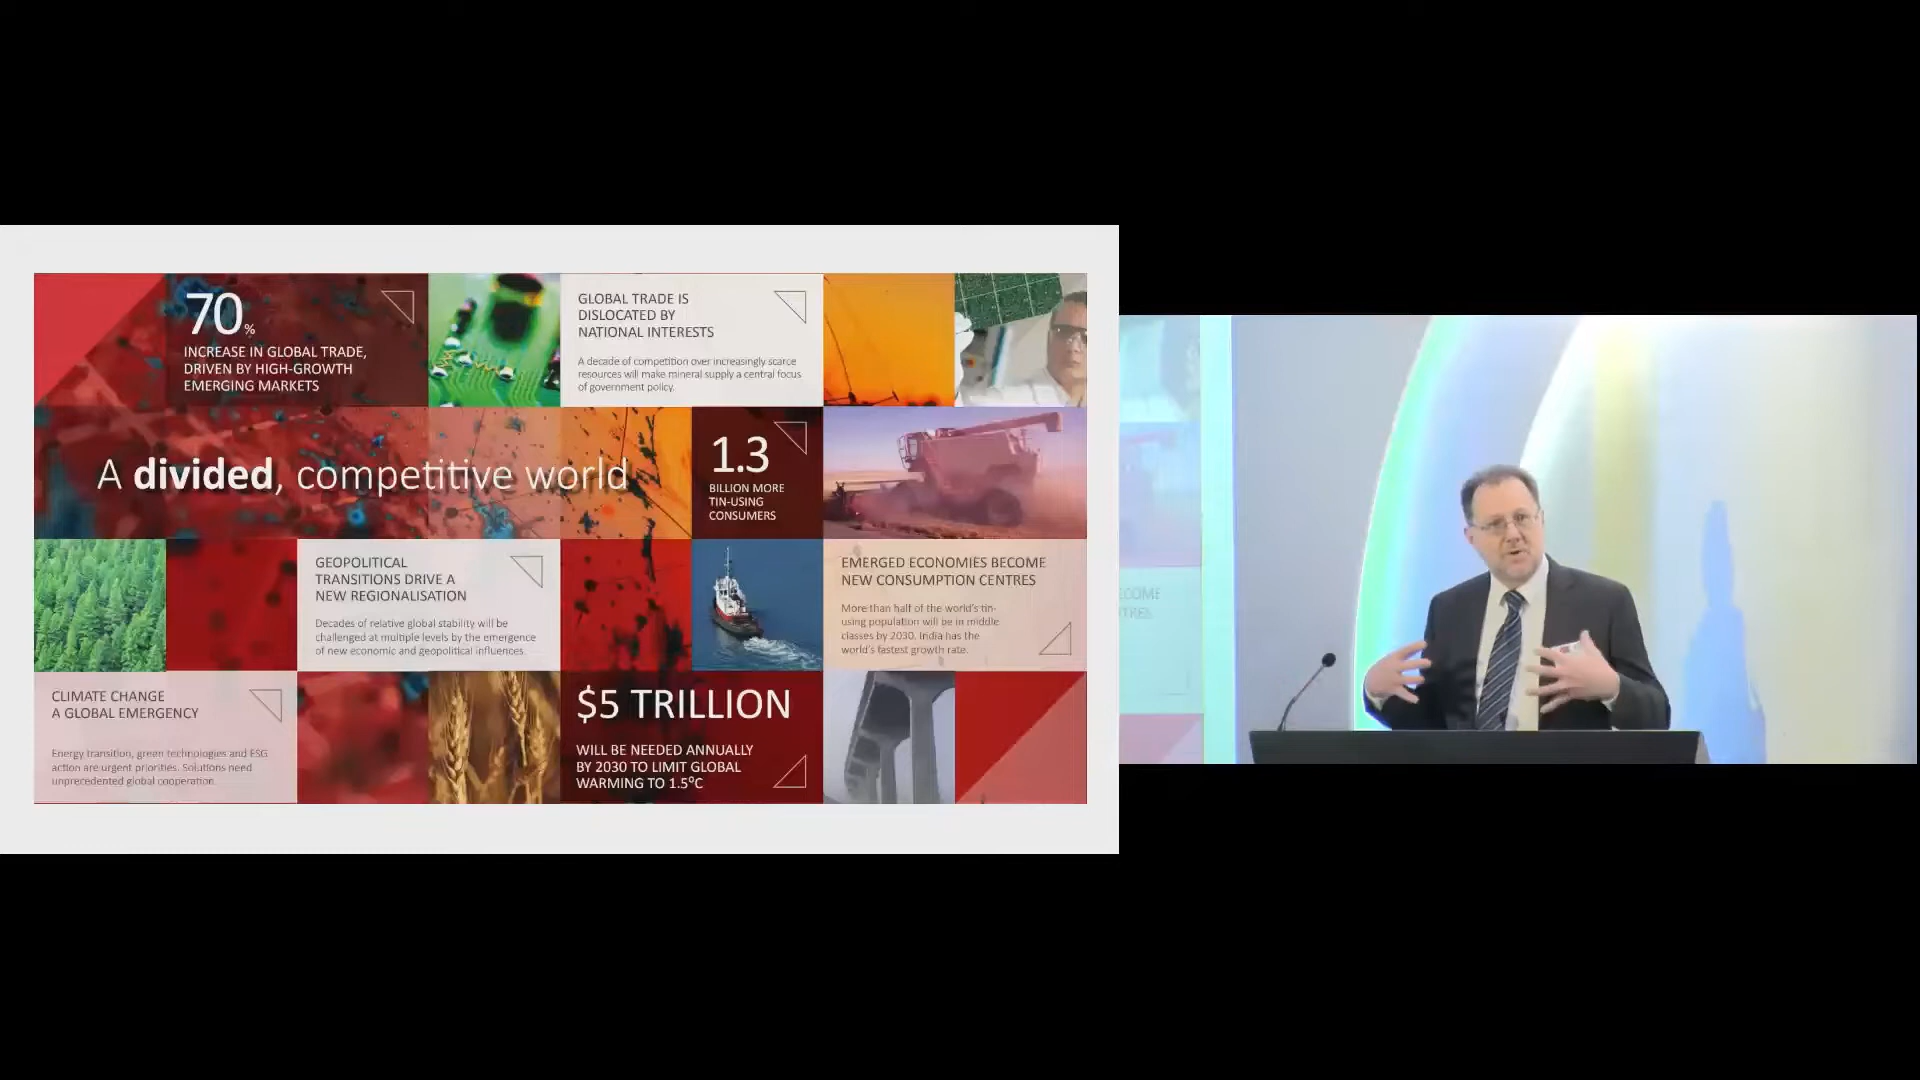 70%
INCREASE IN GLOBAL TRADE,
DRIVEN BY HIGH-GROWTH
EMERGING MARKETS
GLOBAL TRADE IS
DISLOCATED BY
NATIONAL INTERESTS
A decade of competition over increasingly scarce
resources will make mineral supply a central focus
of government policy.
A divided, competitive world
1.3
BILLION MORE
TIN-USING
CONSUMERS
GEOPOLITICAL
TRANSITIONS DRIVE A
NEW REGIONALISATION
Decades of relative global stability will be
challenged at multiple levels by the emergence
of new economic and geopolitical influences.
EMERGED ECONOMIES BECOME
NEW CONSUMPTION CENTRES
More than half of the world's tin-
using population will be in middle
classes by 2030. India has the
world's fastest growth rate.
CLIMATE CHANGE
A GLOBAL EMERGENCY
Energy transition, green technologies and ESG
action are urgent priorities. Solutions need
unprecedented global cooperation.
$5 TRILLION
WILL BE NEEDED ANNUALLY
BY 2030 TO LIMIT GLOBAL
WARMING TO 1.5ºC